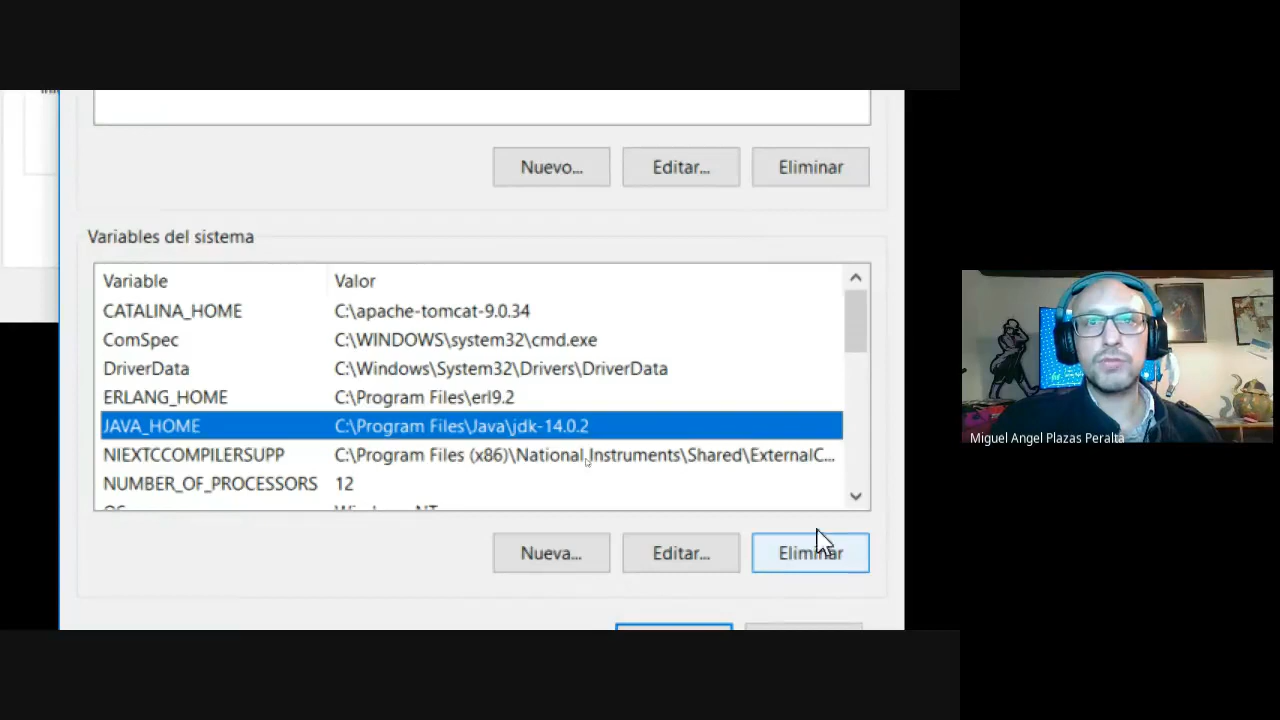 Nuevo...
Editar...
Eliminar
Variables del sistema
Variable Valor
CATALINA_HOME C:\apache-tomcat-9.0.34
ComSpec C:\WINDOWS\system32\cmd.exe
DriverData C:\Windows\System32\Drivers\DriverData
ERLANG_HOME C:\Program Files\erl9.2
JAVA_HOME C:\Program Files\Java\jdk-14.0.2
NIEXTCCOMPILERSUPP C:\Program Files (x86)\National Instruments\Shared\ExternalC...
NUMBER_OF_PROCESSORS 12
Nueva...
Editar...
Eliminar
Miguel Angel Plazas Peralta